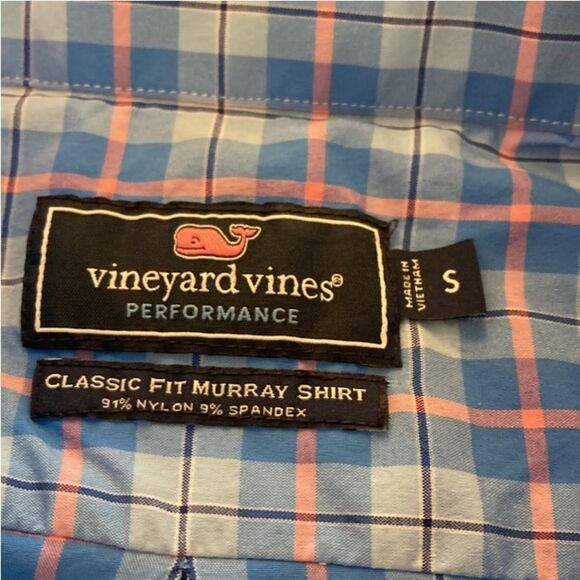 vineyard vines®
PERFORMANCE
MADE IN
VIETNAM
S
CLASSIC FIT MURRAY SHIRT
91% NYLON 9% SPANDEX